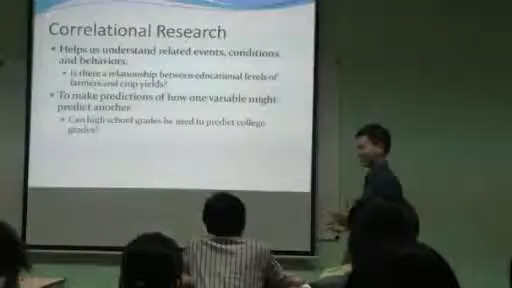 Correlational Research
Helps us understand related events, conditions
and behaviors.
Is there a relationship between educational levels of
farmers and crop yields?
To make predictions of how one variable might
predict another
Can high school grades be used to predict college
grades?